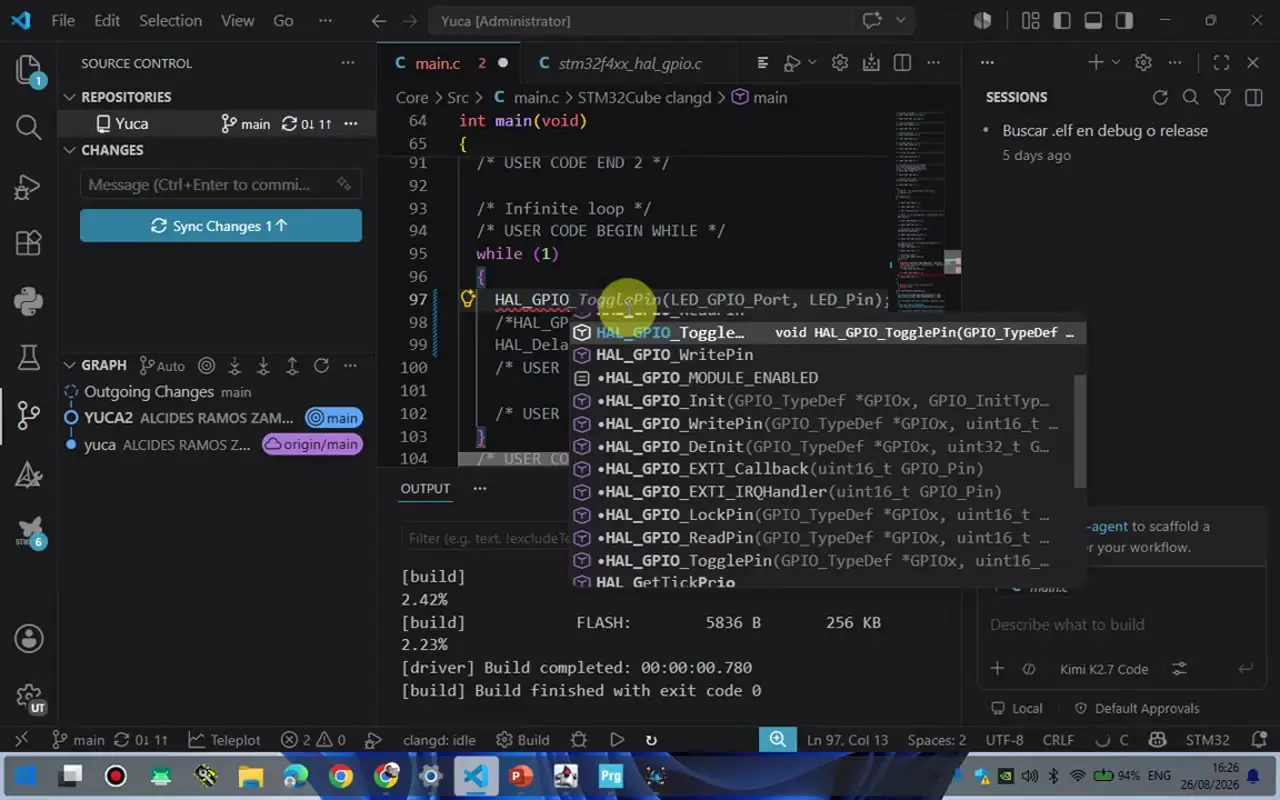 File Edit Selection View Go ··· Yuca [Administrator]
SOURCE CONTROL ···
REPOSITORIES
Yuca main 0↓ 1↑ ···
CHANGES
Message (Ctrl+Enter to commi...
Sync Changes 1↑
GRAPH Auto ···
Outgoing Changes main
YUCA2 ALCIDES RAMOS ZAM... main
yuca ALCIDES RAMOS Z... origin/main
1
STM32 6
UT
C main.c 2 C stm32f4xx_hal_gpio.c ···
Core > Src > C main.c > STM32Cube clangd > main
64 int main(void)
65 {
91 /* USER CODE END 2 */
92
93 /* Infinite loop */
94 /* USER CODE BEGIN WHILE */
95 while (1)
96 {
97 HAL_GPIO_TogglePin(LED_GPIO_Port, LED_Pin);
98 /*HAL_GP
99 HAL_Dela
100 /* USER
101
102 /* USER
103 }
104 /* USER CO
HAL_GPIO_ReadPin
HAL_GPIO_Toggle... void HAL_GPIO_TogglePin(GPIO_TypeDef ...
HAL_GPIO_WritePin
•HAL_GPIO_MODULE_ENABLED
•HAL_GPIO_Init(GPIO_TypeDef *GPIOx, GPIO_InitTyp...
•HAL_GPIO_WritePin(GPIO_TypeDef *GPIOx, uint16_t ...
•HAL_GPIO_DeInit(GPIO_TypeDef *GPIOx, uint32_t G...
•HAL_GPIO_EXTI_Callback(uint16_t GPIO_Pin)
•HAL_GPIO_EXTI_IRQHandler(uint16_t GPIO_Pin)
•HAL_GPIO_LockPin(GPIO_TypeDef *GPIOx, uint16_t ...
•HAL_GPIO_ReadPin(GPIO_TypeDef *GPIOx, uint16_t ...
•HAL_GPIO_TogglePin(GPIO_TypeDef *GPIOx, uint16_...
HAL_GetTickPrio
OUTPUT ···
Filter (e.g. text, !excludeTe
[build]
2.42%
[build] FLASH: 5836 B 256 KB
2.23%
[driver] Build completed: 00:00:00.780
[build] Build finished with exit code 0
SESSIONS
• Buscar .elf en debug o release
5 days ago
-agent to scaffold a
r your workflow.
main.c
Describe what to build
Kimi K2.7 Code
Local Default Approvals
main 0↓ 1↑ Teleplot 2 0 clangd: idle Build Ln 97, Col 13 Spaces: 2 UTF-8 CRLF C STM32
Prg 94% ENG 16:26
26/08/2026